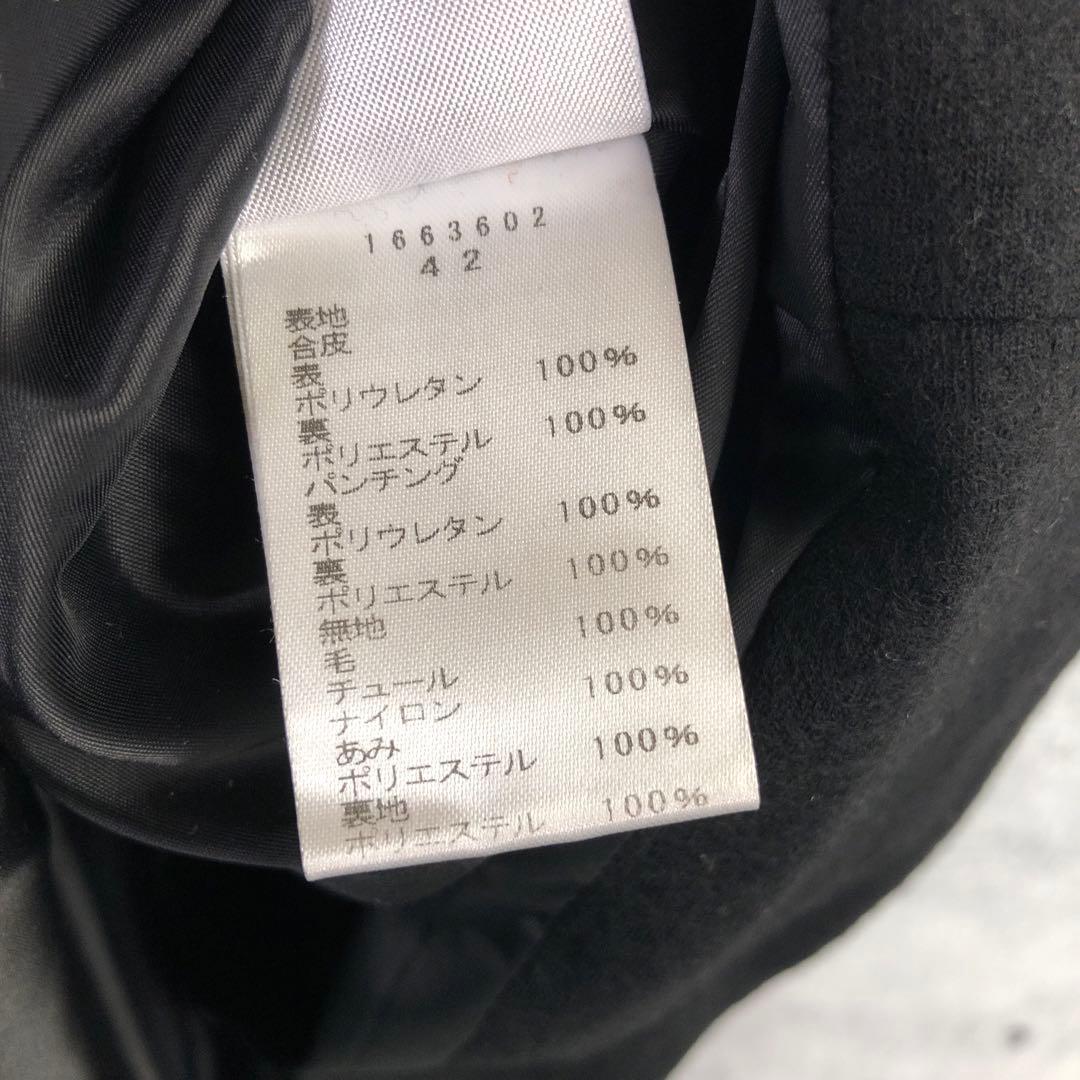 1663602
42
表地
合皮
表
ポリウレタン 100%
裏
ポリエステル 100%
パンチング
表
ポリウレタン 100%
裏
ポリエステル 100%
無地
毛 100%
チュール
ナイロン 100%
あみ
ポリエステル 100%
裏地
ポリエステル 100%